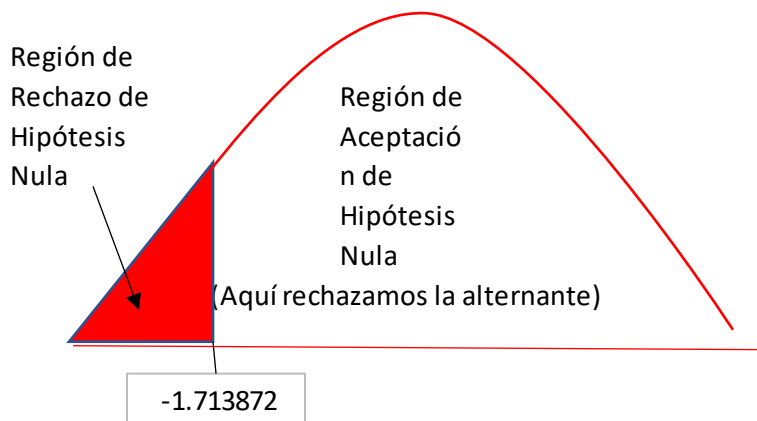 Región de
Rechazo de
Hipótesis
Nula
Región de
Aceptació
n de
Hipótesis
Nula
(Aquí rechazamos la alternante)
-1.713872